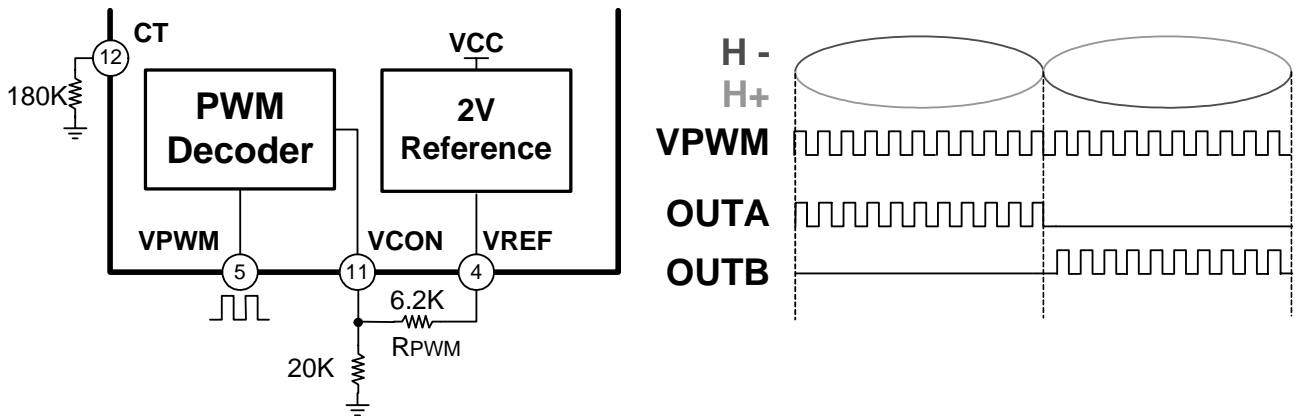 CT
12
180K
PWM
Decoder
VCC
2V
Reference
VPWM
VCON
VREF
5
11
4
6.2K
RPWM
20K
H -
H+
VPWM
OUTA
OUTB